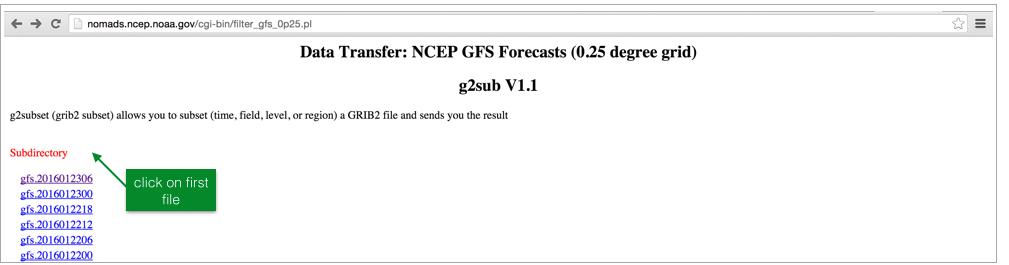 nomads.ncep.noaa.gov/cgi-bin/filter_gfs_0p25.pl
Data Transfer: NCEP GFS Forecasts (0.25 degree grid)
g2sub V1.1
g2subset (grib2 subset) allows you to subset (time, field, level, or region) a GRIB2 file and sends you the result
Subdirectory
click on first
file
gfs.2016012306
gfs.2016012300
gfs.2016012218
gfs.2016012212
gfs.2016012206
gfs.2016012200